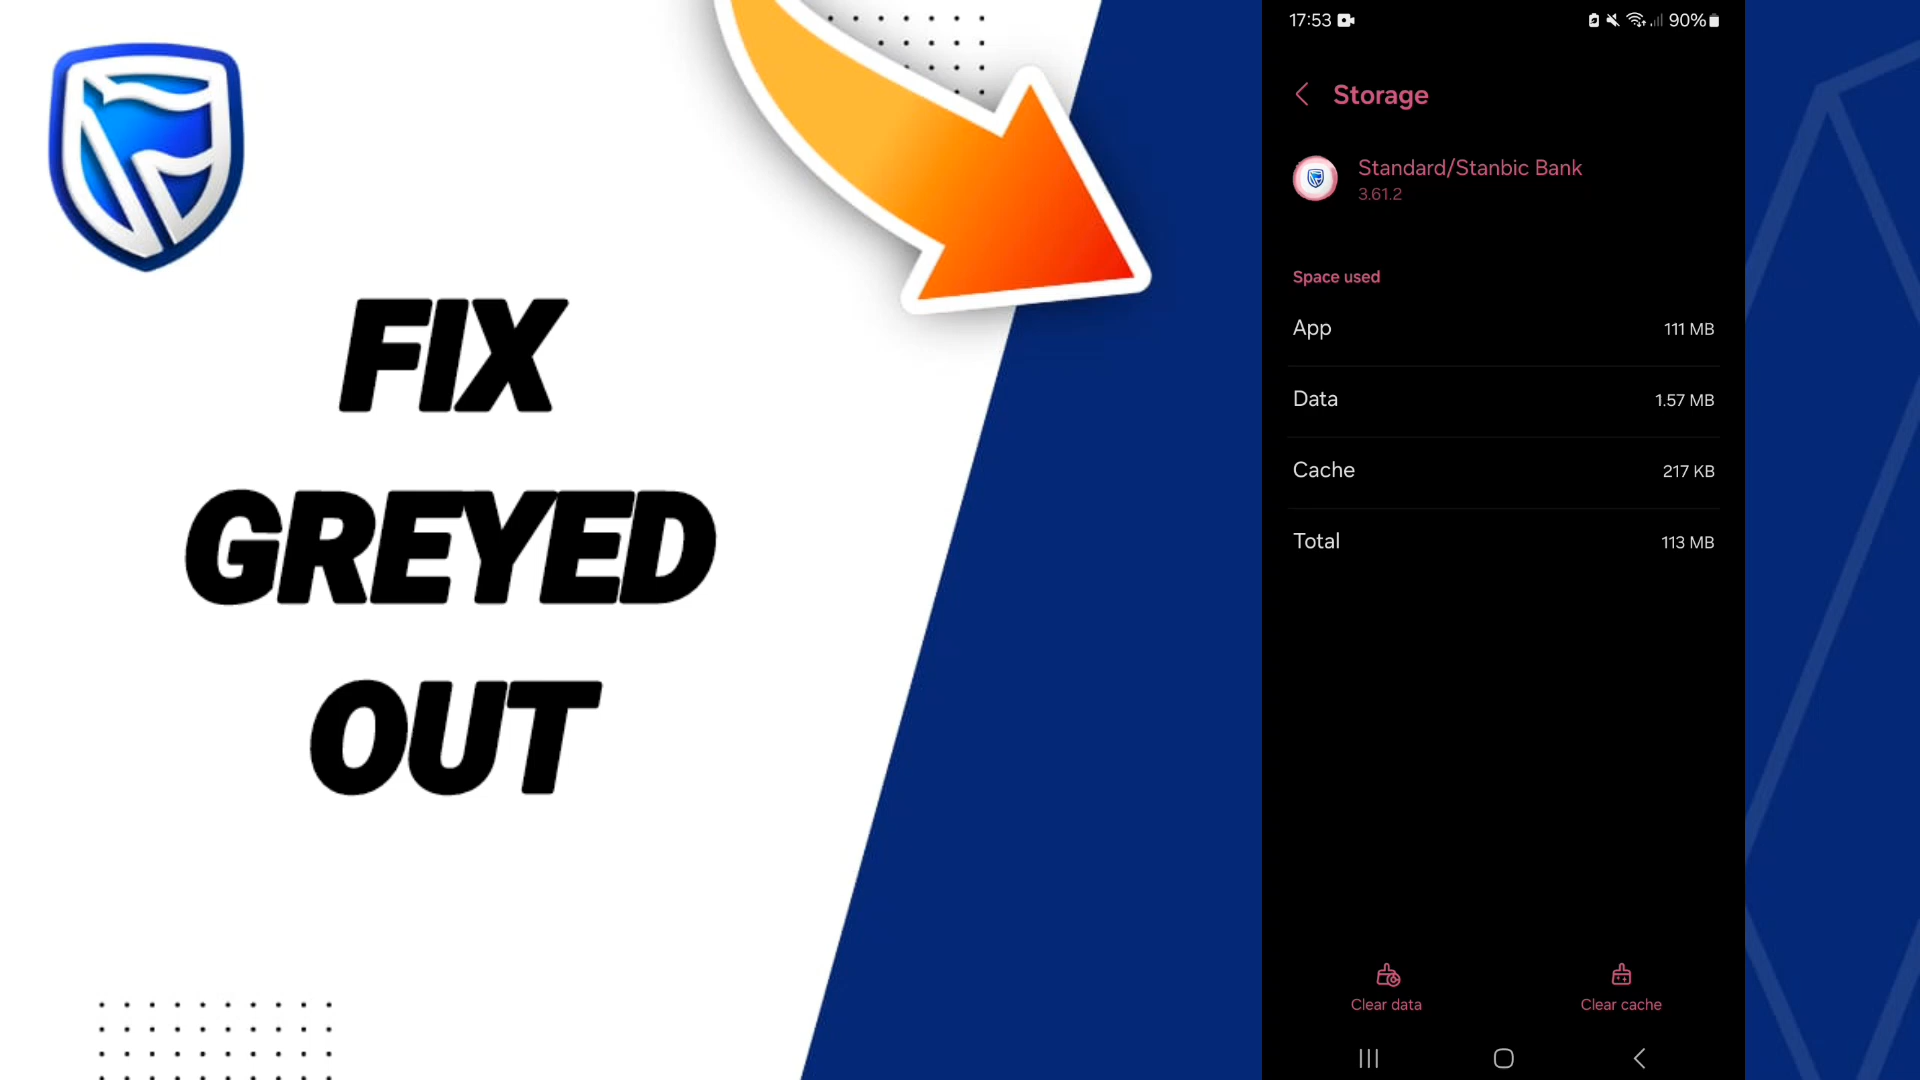 FIX
GREYED
OUT
17:53
90%
Storage
Standard/Stanbic Bank
3.61.2
Space used
App 111 MB
Data 1.57 MB
Cache 217 KB
Total 113 MB
Clear data
Clear cache